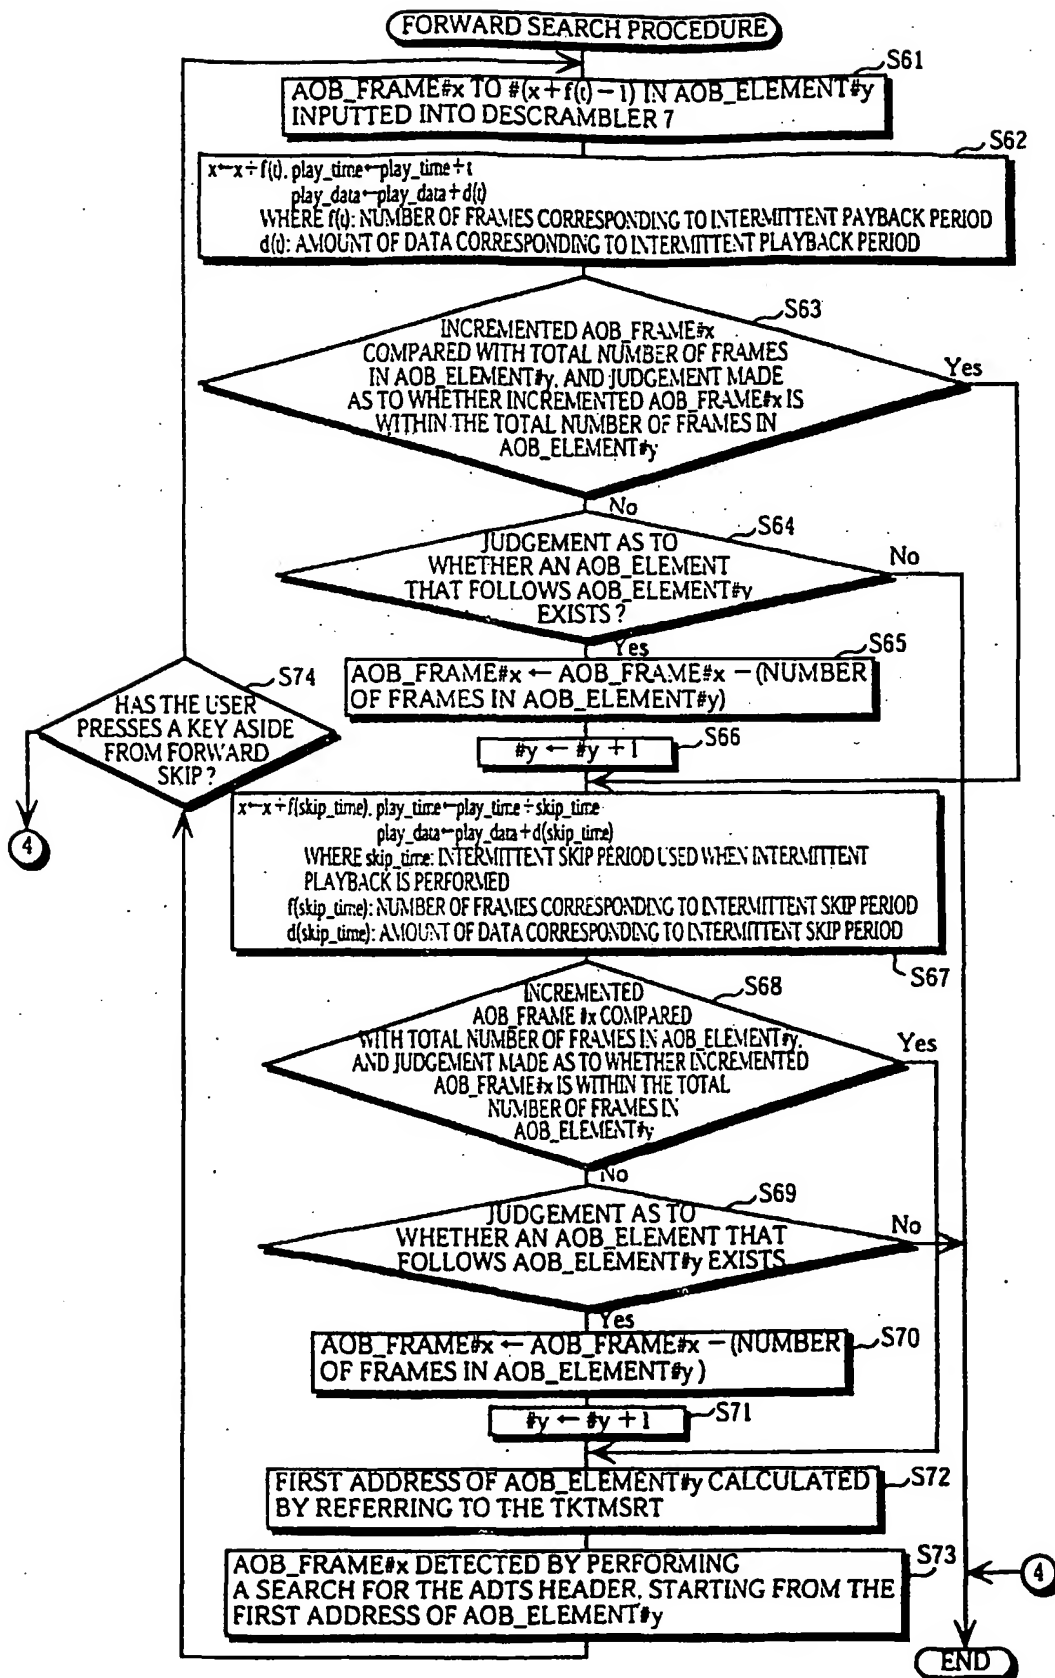 FORWARD SEARCH PROCEDURE
S61
AOB_FRAME#x TO #(x+f(t)-1) IN AOB_ELEMENT#y
INPUTTED INTO DESCRAMBLER 7
S62
x←x+f(t), play_time←play_time+t
play_data←play_data+d(t)
WHERE f(t): NUMBER OF FRAMES CORRESPONDING TO INTERMITTENT PAYBACK PERIOD
d(t): AMOUNT OF DATA CORRESPONDING TO INTERMITTENT PLAYBACK PERIOD
S63
INCREMENTED AOB_FRAME#x
COMPARED WITH TOTAL NUMBER OF FRAMES
IN AOB_ELEMENT#y, AND JUDGEMENT MADE
AS TO WHETHER INCREMENTED AOB_FRAME#x IS
WITHIN THE TOTAL NUMBER OF FRAMES IN
AOB_ELEMENT#y
Yes
No
S64
JUDGEMENT AS TO
WHETHER AN AOB_ELEMENT
THAT FOLLOWS AOB_ELEMENT#y
EXISTS ?
No
Yes
S65
AOB_FRAME#x ← AOB_FRAME#x − (NUMBER
OF FRAMES IN AOB_ELEMENT#y)
S66
#y ← #y + 1
S74
HAS THE USER
PRESSES A KEY ASIDE
FROM FORWARD
SKIP ?
4
x←x+f(skip_time), play_time←play_time+skip_time
play_data←play_data+d(skip_time)
WHERE skip_time: INTERMITTENT SKIP PERIOD USED WHEN INTERMITTENT
PLAYBACK IS PERFORMED
f(skip_time): NUMBER OF FRAMES CORRESPONDING TO INTERMITTENT SKIP PERIOD
d(skip_time): AMOUNT OF DATA CORRESPONDING TO INTERMITTENT SKIP PERIOD
S67
S68
INCREMENTED
AOB_FRAME #x COMPARED
WITH TOTAL NUMBER OF FRAMES IN AOB_ELEMENT#y,
AND JUDGEMENT MADE AS TO WHETHER INCREMENTED
AOB_FRAME#x IS WITHIN THE TOTAL
NUMBER OF FRAMES IN
AOB_ELEMENT#y
Yes
No
S69
JUDGEMENT AS TO
WHETHER AN AOB_ELEMENT THAT
FOLLOWS AOB_ELEMENT#y EXISTS
No
Yes
S70
AOB_FRAME#x ← AOB_FRAME#x − (NUMBER
OF FRAMES IN AOB_ELEMENT#y )
S71
#y ← #y + 1
S72
FIRST ADDRESS OF AOB_ELEMENT#y CALCULATED
BY REFERRING TO THE TKTMSRT
S73
AOB_FRAME#x DETECTED BY PERFORMING
A SEARCH FOR THE ADTS HEADER, STARTING FROM THE
FIRST ADDRESS OF AOB_ELEMENT#y
4
END